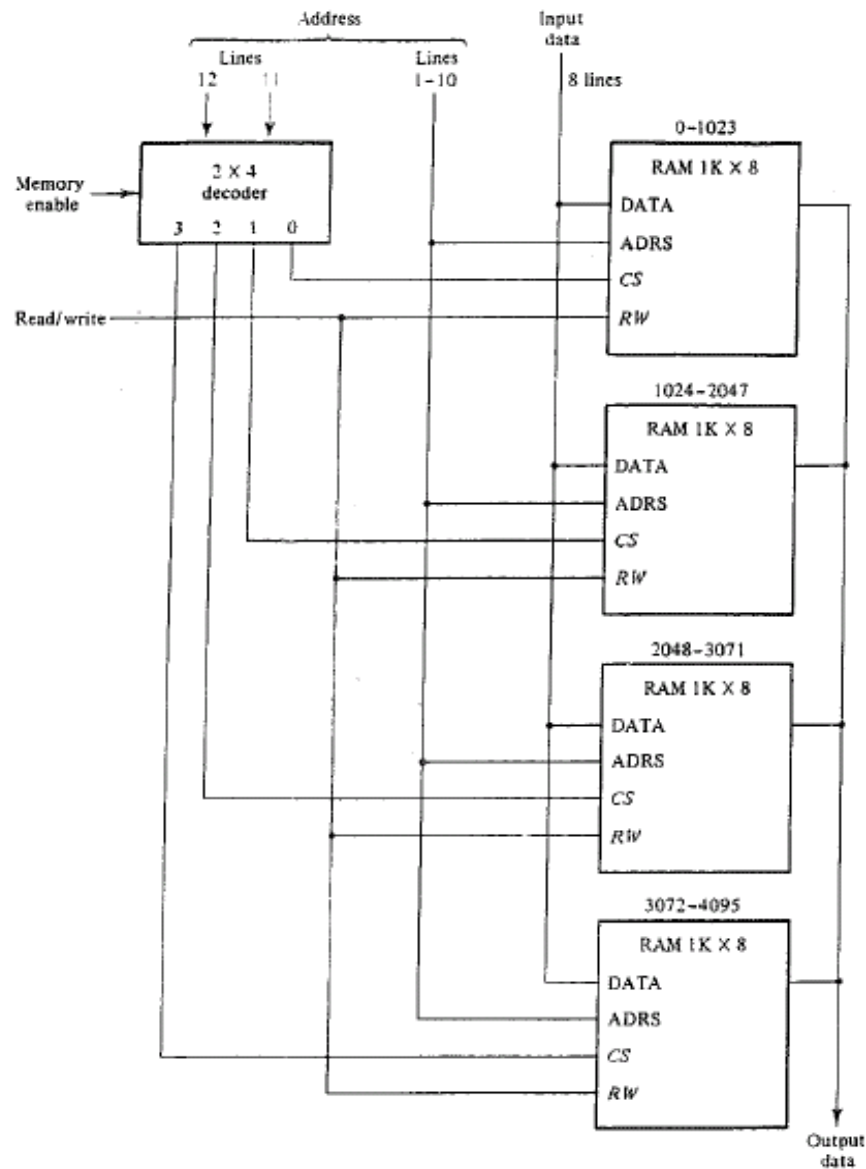 Address
Input
data
Lines
12 11
Lines
1-10
8 lines
0-1023
2 X 4
decoder
3 2 1 0
Memory
enable
Read/write
RAM 1K X 8
DATA
ADRS
CS
RW
1024-2047
RAM 1K X 8
DATA
ADRS
CS
RW
2048-3071
RAM 1K X 8
DATA
ADRS
CS
RW
3072-4095
RAM 1K X 8
DATA
ADRS
CS
RW
Output
data